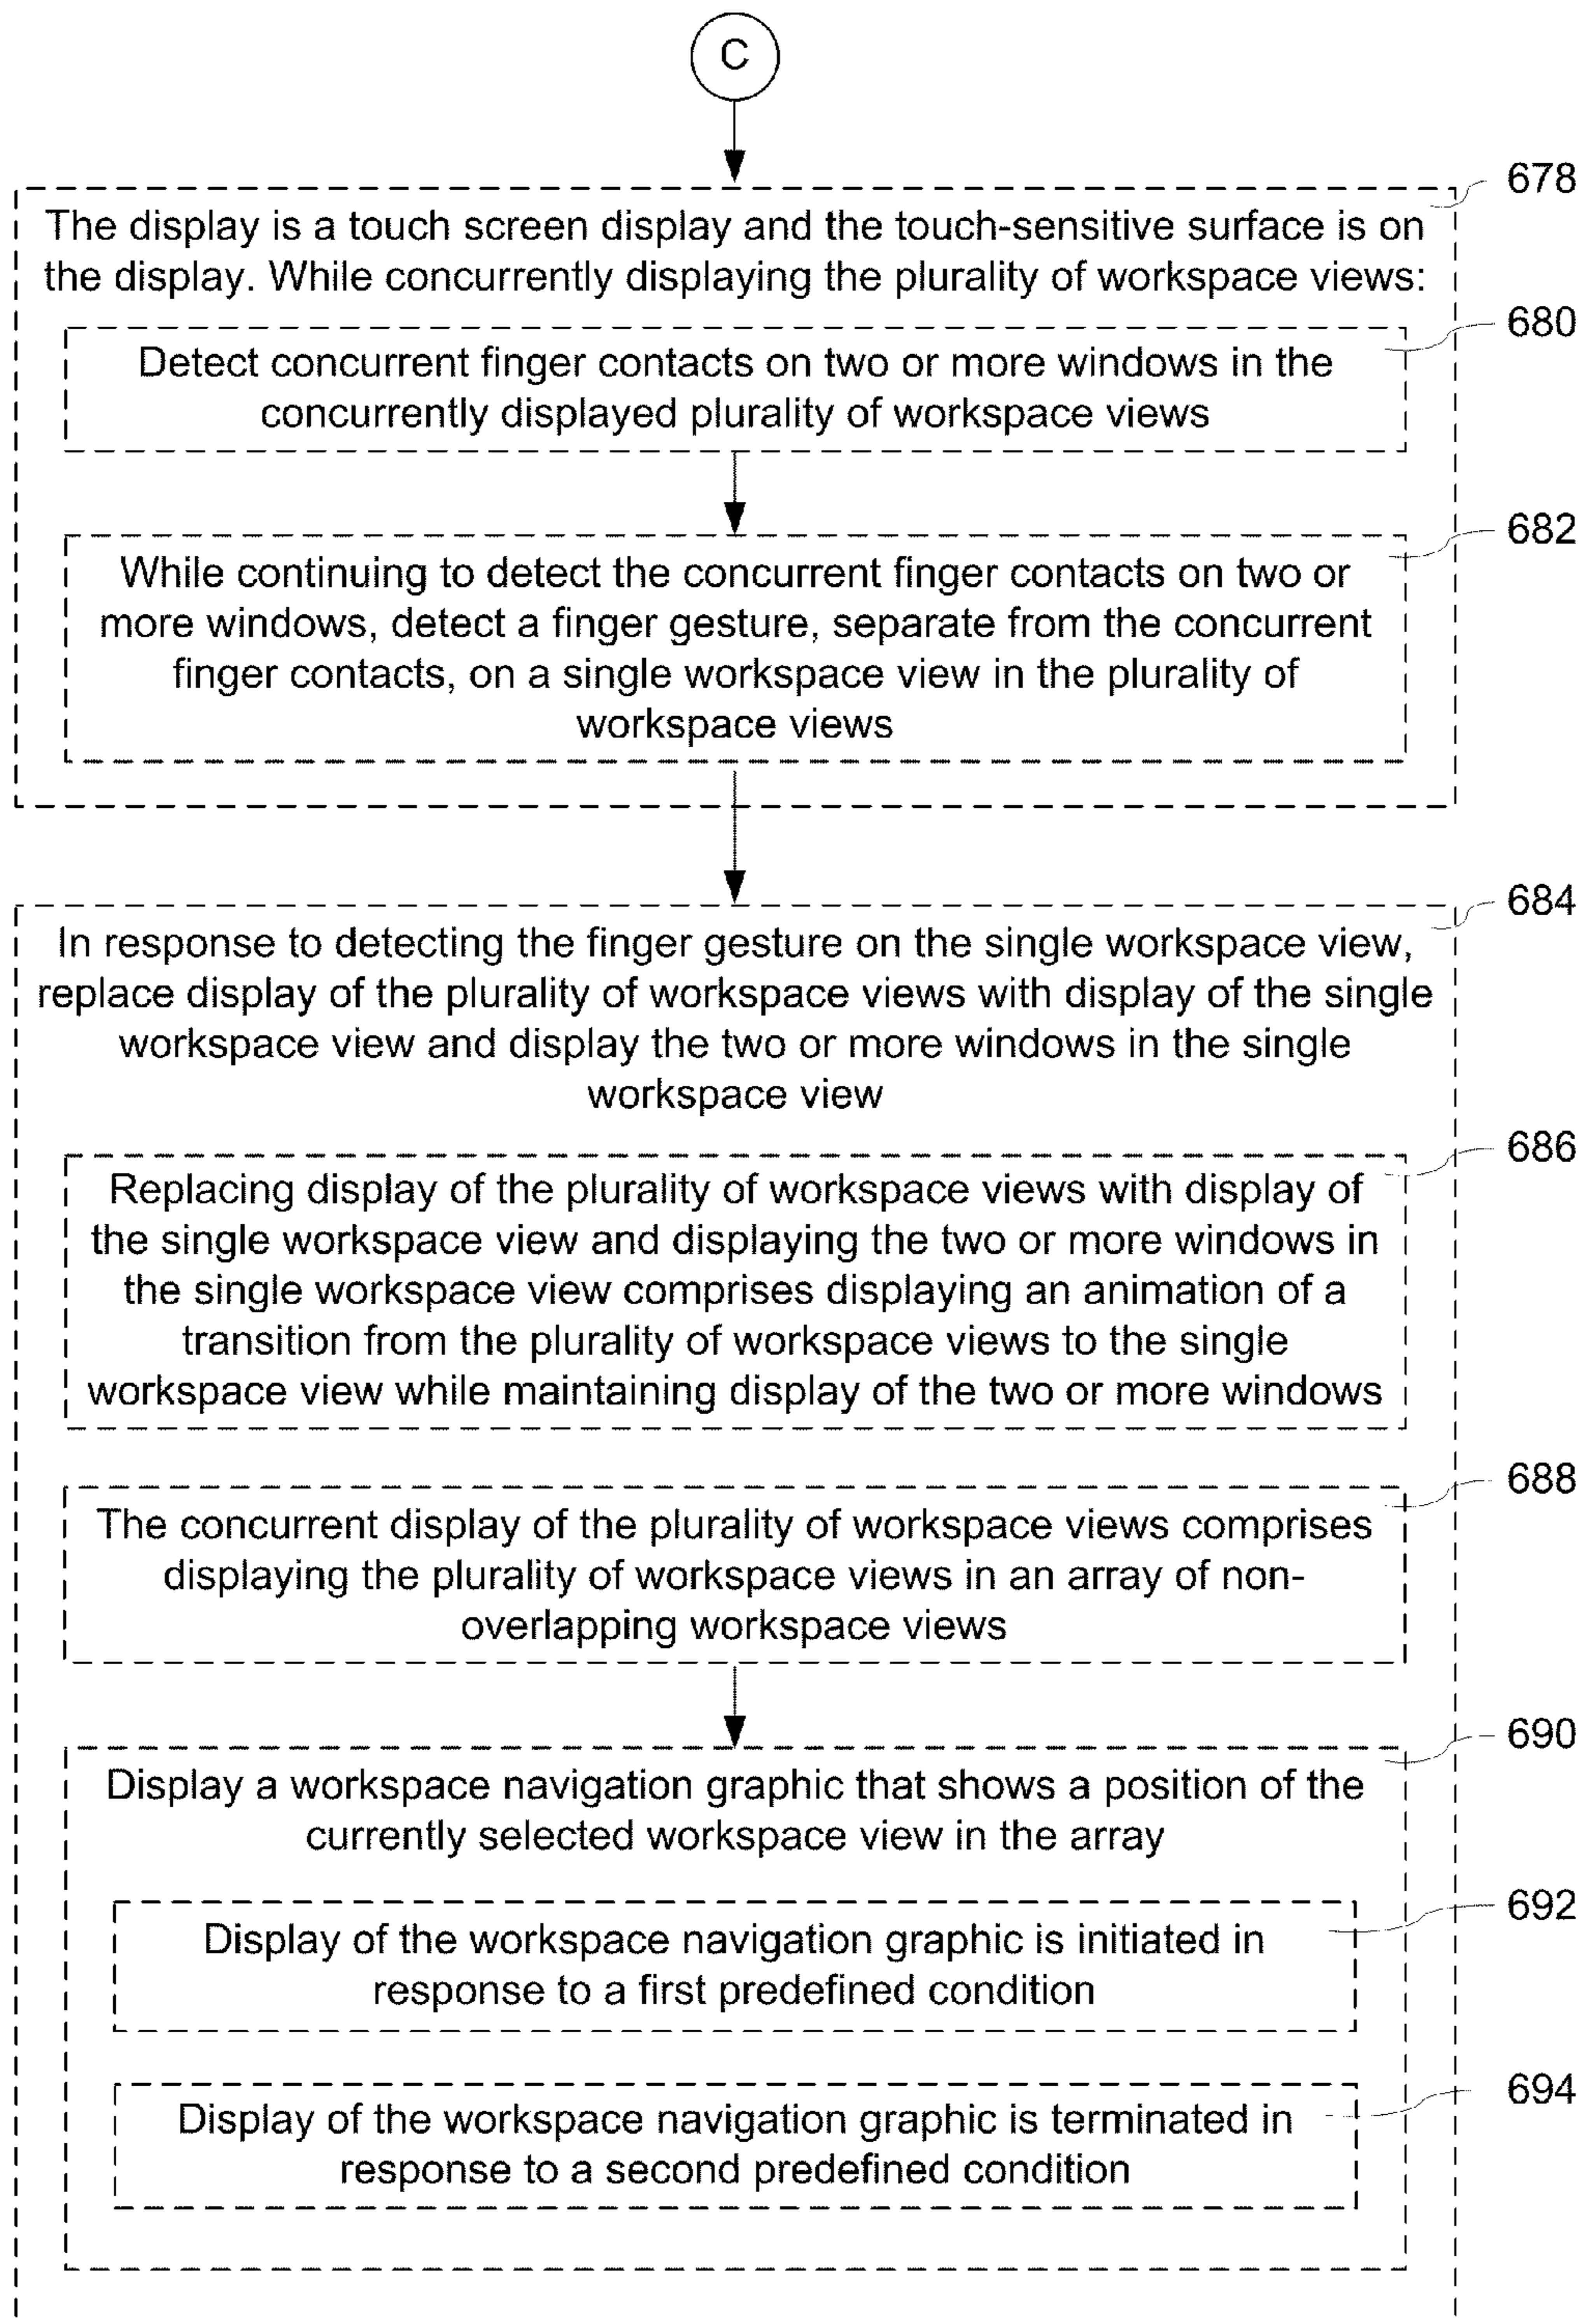 C
678
The display is a touch screen display and the touch-sensitive surface is on
the display. While concurrently displaying the plurality of workspace views:
680
Detect concurrent finger contacts on two or more windows in the
concurrently displayed plurality of workspace views
682
While continuing to detect the concurrent finger contacts on two or
more windows, detect a finger gesture, separate from the concurrent
finger contacts, on a single workspace view in the plurality of
workspace views
684
In response to detecting the finger gesture on the single workspace view,
replace display of the plurality of workspace views with display of the single
workspace view and display the two or more windows in the single
workspace view
686
Replacing display of the plurality of workspace views with display of
the single workspace view and displaying the two or more windows in
the single workspace view comprises displaying an animation of a
transition from the plurality of workspace views to the single
workspace view while maintaining display of the two or more windows
688
The concurrent display of the plurality of workspace views comprises
displaying the plurality of workspace views in an array of non-
overlapping workspace views
690
Display a workspace navigation graphic that shows a position of the
currently selected workspace view in the array
692
Display of the workspace navigation graphic is initiated in
response to a first predefined condition
694
Display of the workspace navigation graphic is terminated in
response to a second predefined condition